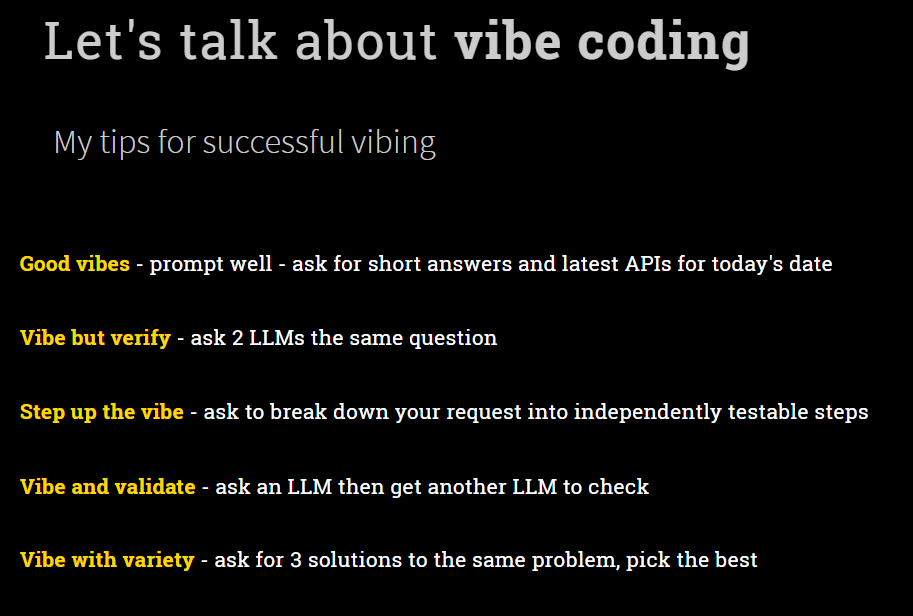 Let's talk about vibe coding
My tips for successful vibing
Good vibes - prompt well - ask for short answers and latest APIs for today's date
Vibe but verify - ask 2 LLMs the same question
Step up the vibe - ask to break down your request into independently testable steps
Vibe and validate - ask an LLM then get another LLM to check
Vibe with variety - ask for 3 solutions to the same problem, pick the best